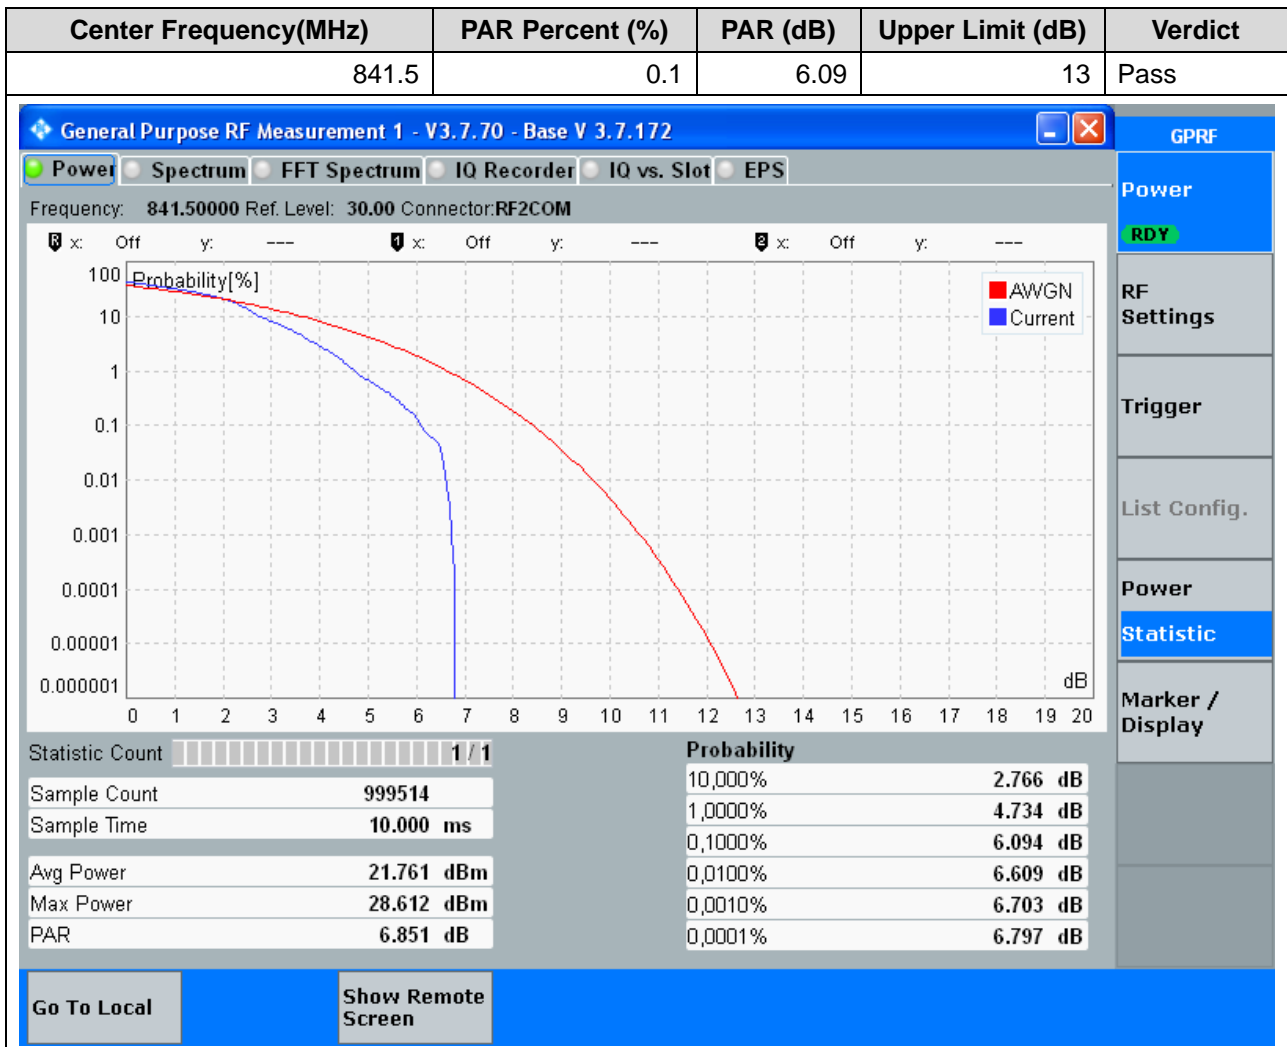 Center Frequency(MHz) PAR Percent (%) PAR (dB) Upper Limit (dB) Verdict
841.5 0.1 6.09 13 Pass
General Purpose RF Measurement 1 - V3.7.70 - Base V 3.7.172
GPRF
Power Spectrum FFT Spectrum IQ Recorder IQ vs. Slot EPS
Frequency: 841.50000 Ref. Level: 30.00 Connector:RF2COM
Power
RDY
R x: Off y: --- 1 x: Off y: --- 2 x: Off y: ---
Probability[%]
AWGN
Current
100
10
1
0.1
0.01
0.001
0.0001
0.00001
0.000001
dB
0 1 2 3 4 5 6 7 8 9 10 11 12 13 14 15 16 17 18 19 20
RF
Settings
Trigger
List Config.
Power
Statistic
Marker /
Display
Statistic Count 1 / 1
Sample Count 999514
Sample Time 10.000 ms
Avg Power 21.761 dBm
Max Power 28.612 dBm
PAR 6.851 dB
Probability
10,000% 2.766 dB
1,0000% 4.734 dB
0,1000% 6.094 dB
0,0100% 6.609 dB
0,0010% 6.703 dB
0,0001% 6.797 dB
Go To Local
Show Remote
Screen